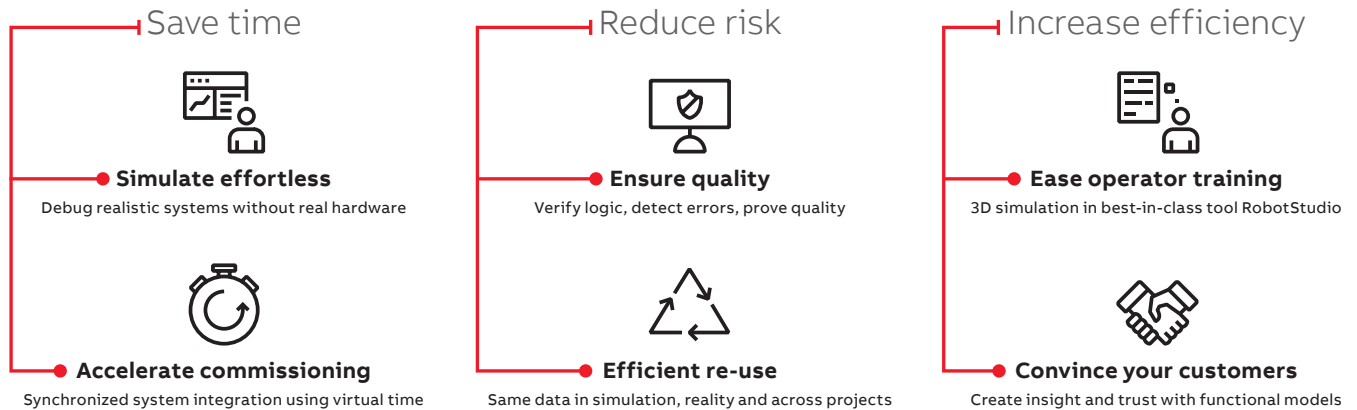 Save time
Simulate effortless
Debug realistic systems without real hardware
Accelerate commissioning
Synchronized system integration using virtual time
Reduce risk
Ensure quality
Verify logic, detect errors, prove quality
Efficient re-use
Same data in simulation, reality and across projects
Increase efficiency
Ease operator training
3D simulation in best-in-class tool RobotStudio
Convince your customers
Create insight and trust with functional models